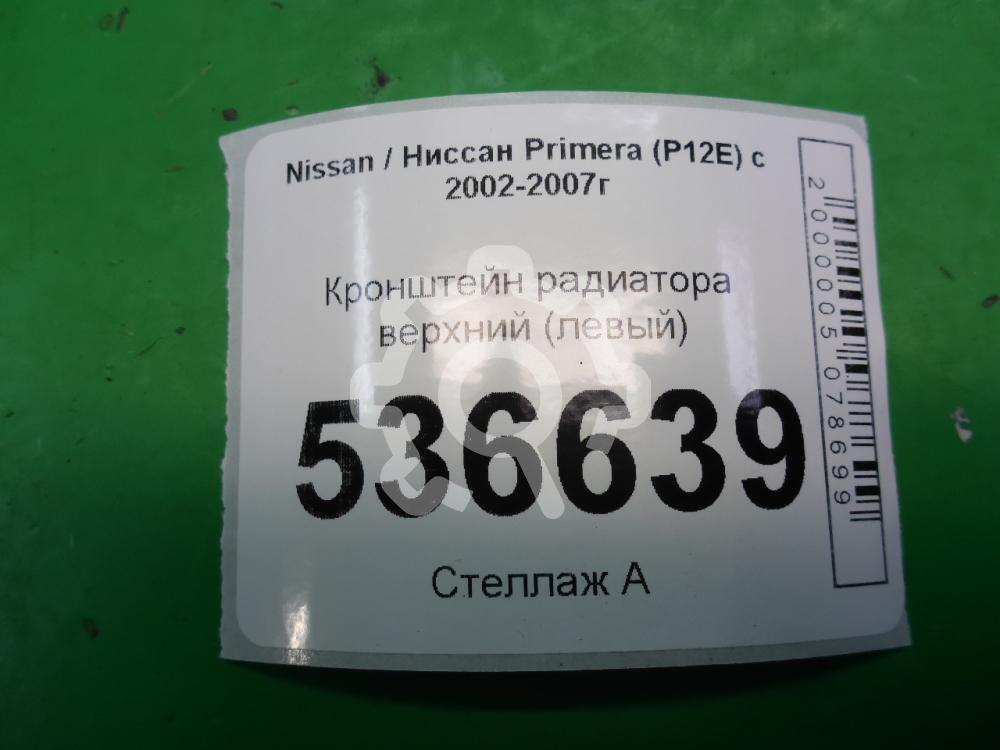 Nissan / Ниссан Primera (P12E) с
2002-2007г
Кронштейн радиатора
верхний (левый)
536639
Стеллаж А
2000005078699